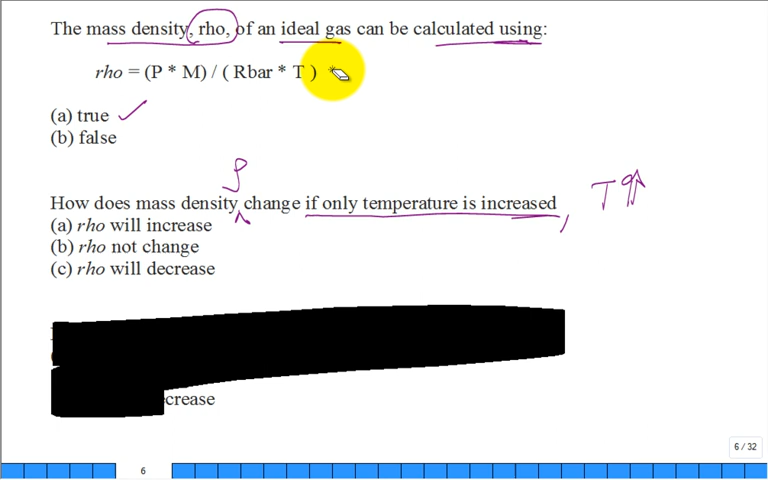 The mass density, rho, of an ideal gas can be calculated using:
rho = (P * M) / ( Rbar * T )
(a) true
(b) false
ρ
How does mass density change if only temperature is increased, T
(a) rho will increase
(b) rho not change
(c) rho will decrease
crease
6 / 32
6